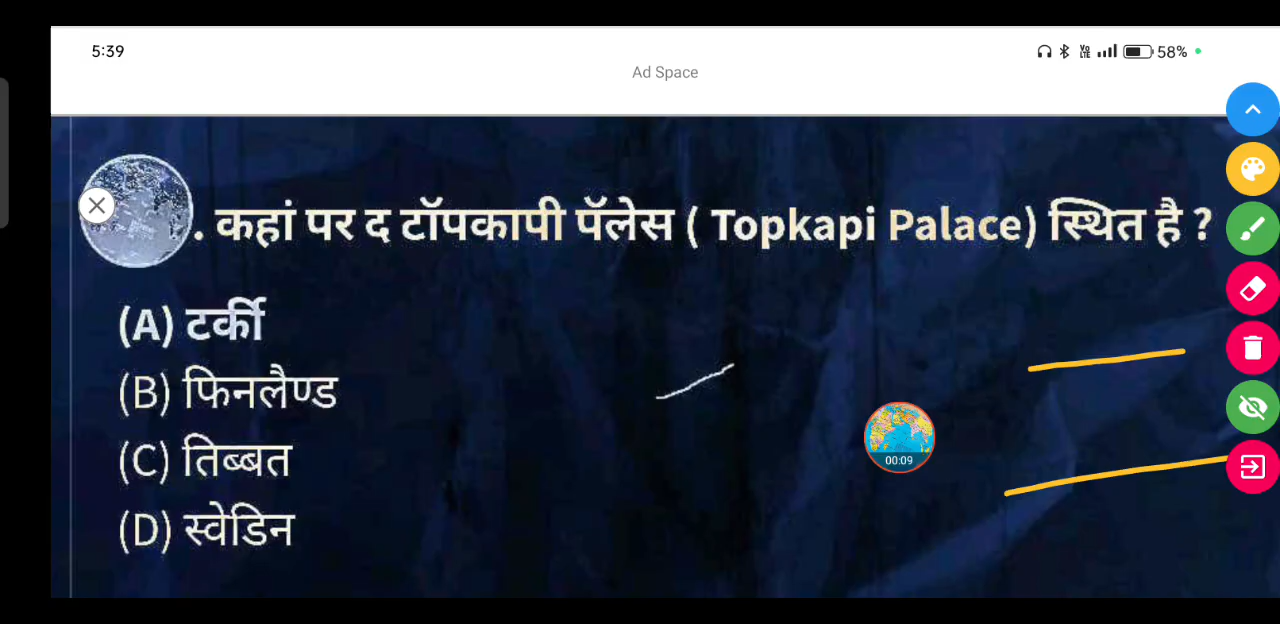 5:39
58%
Ad Space
. कहां पर द टॉपकापी पॅलेस ( Topkapi Palace) स्थित है ?
(A) टर्की
(B) फिनलैण्ड
(C) तिब्बत
(D) स्वेडिन
00:09